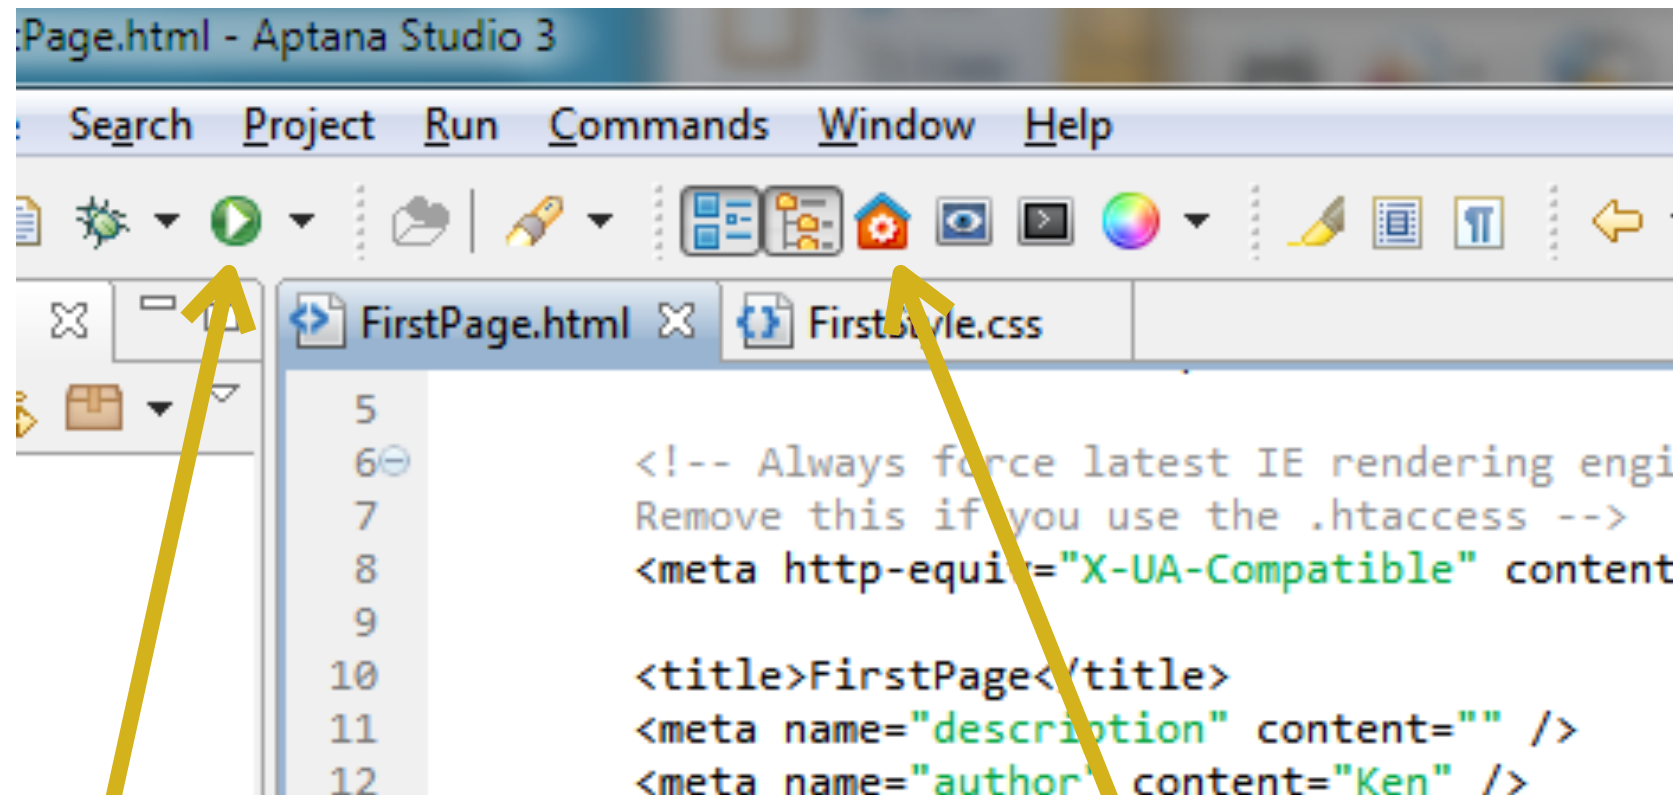 Page.html - Aptana Studio 3
Search Project Run Commands Window Help
FirstPage.html FirstStyle.css
5
6 <!-- Always force latest IE rendering engi
7 Remove this if you use the .htaccess -->
8 <meta http-equiv="X-UA-Compatible" content
9
10 <title>FirstPage</title>
11 <meta name="description" content="" />
12 <meta name="author" content="Ken" />